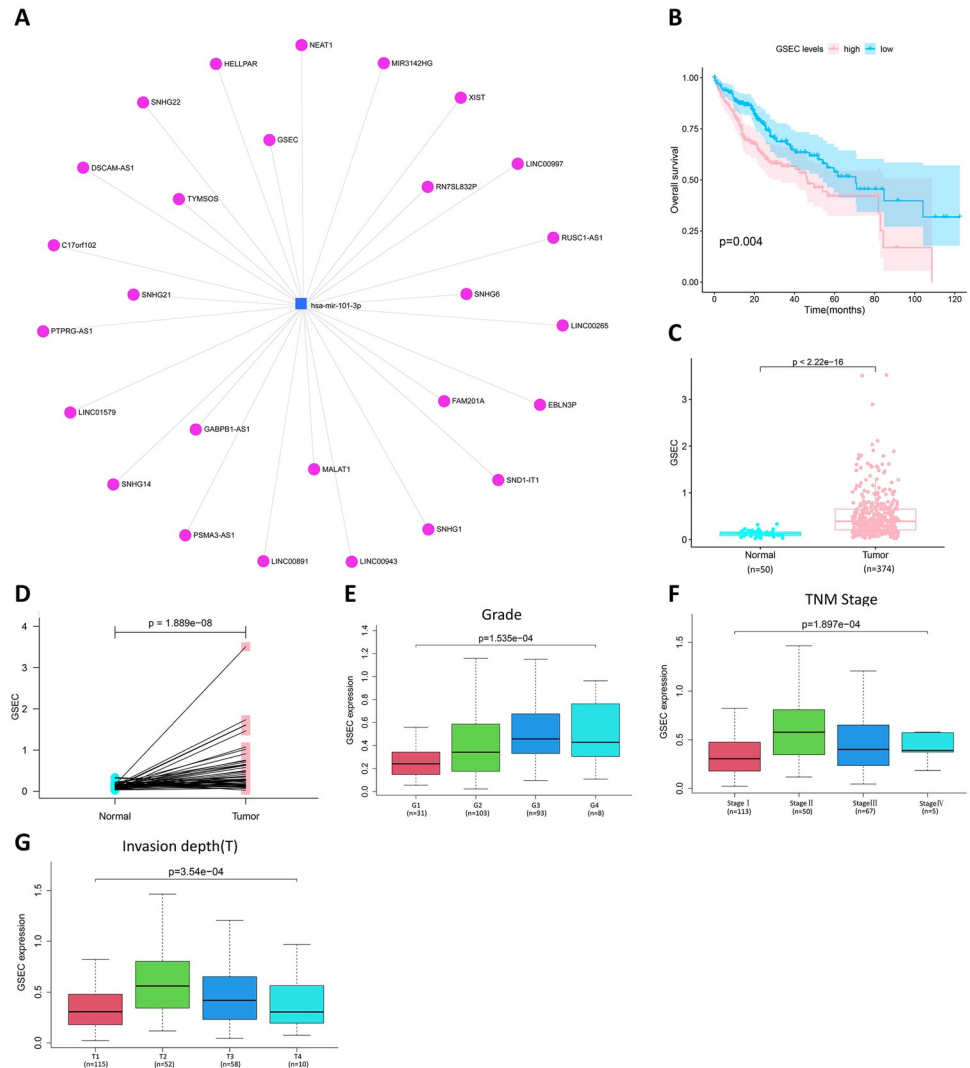 A
NEAT1
HELLPAR
MIR3142HG
SNHG22
XIST
GSEC
DSCAM-AS1
LINC00997
RN7SL832P
TYMSOS
C17orf102
RUSC1-AS1
SNHG21
SNHG6
hsa-mir-101-3p
PTPRG-AS1
LINC00265
FAM201A
EBLN3P
LINC01579
GABPB1-AS1
MALAT1
SND1-IT1
SNHG14
SNHG1
PSMA3-AS1
LINC00891
LINC00943
B
GSEC levels high low
Overall survival
1.00
0.75
0.50
0.25
0.00
p=0.004
0 20 40 60 80 100 120
Time(months)
C
p < 2.22e−16
GSEC
3
2
1
0
Normal Tumor
(n=50) (n=374)
D
p = 1.889e−08
GSEC
4
3
2
1
0
Normal Tumor
E
Grade
p=1.535e−04
GSEC expression
1.4
1.2
1.0
0.8
0.6
0.4
0.2
0.0
G1 G2 G3 G4
(n=31) (n=103) (n=93) (n=8)
F
TNM Stage
p=1.897e−04
GSEC expression
1.5
1.0
0.5
0.0
Stage Ⅰ Stage Ⅱ StageⅢ StageⅣ
(n=113) (n=50) (n=67) (n=5)
G
Invasion depth(T)
p=3.54e−04
GSEC expression
1.5
1.0
0.5
0.0
T1 T2 T3 T4
(n=115) (n=52) (n=58) (n=10)